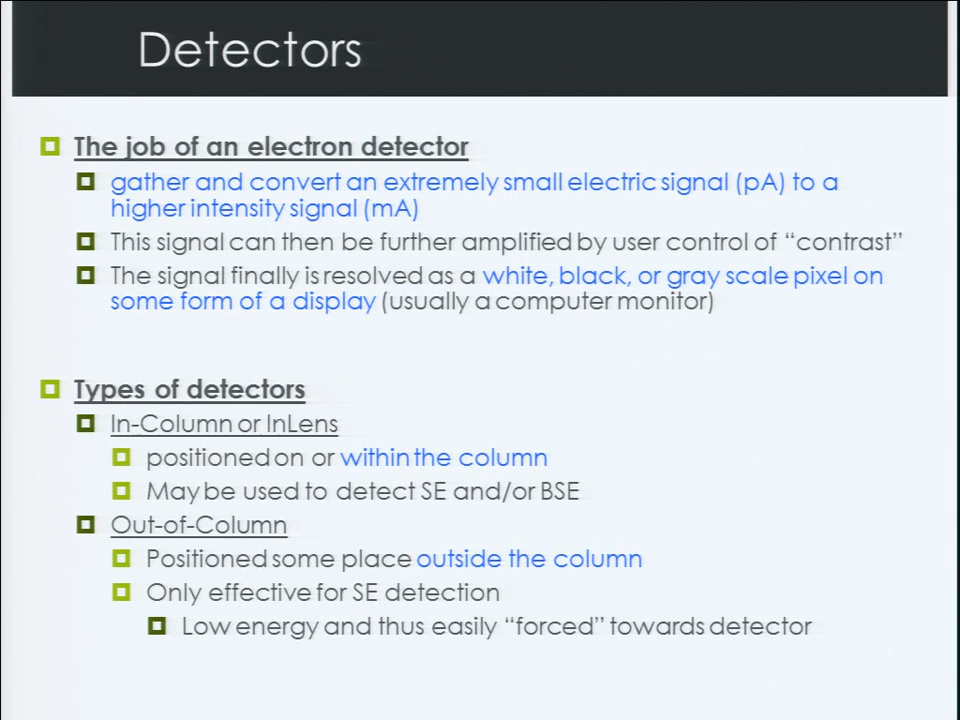 Detectors
The job of an electron detector
gather and convert an extremely small electric signal (pA) to a
higher intensity signal (mA)
This signal can then be further amplified by user control of “contrast”
The signal finally is resolved as a white, black, or gray scale pixel on
some form of a display (usually a computer monitor)
Types of detectors
In-Column or InLens
positioned on or within the column
May be used to detect SE and/or BSE
Out-of-Column
Positioned some place outside the column
Only effective for SE detection
Low energy and thus easily “forced” towards detector